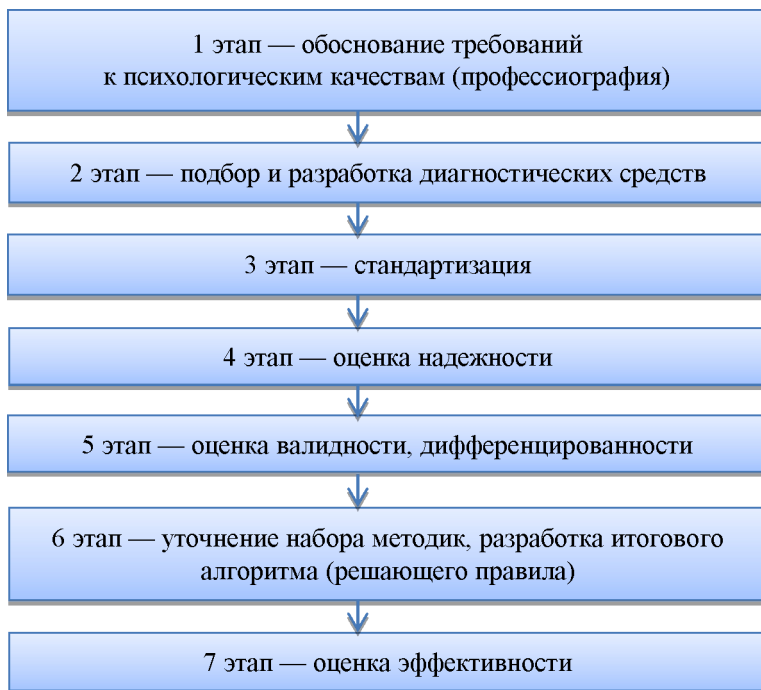 1 этап — обоснование требований
к психологическим качествам (профессиография)
2 этап — подбор и разработка диагностических средств
3 этап — стандартизация
4 этап — оценка надежности
5 этап — оценка валидности, дифференцированности
6 этап — уточнение набора методик, разработка итогового
алгоритма (решающего правила)
7 этап — оценка эффективности